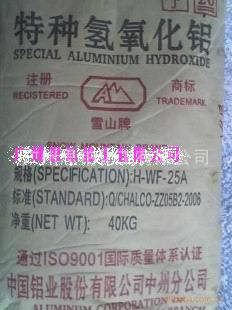 特种氢氧化铝
SPECIAL ALUMINIUM HYDROXIDE
注册 商标
REGISTERED TRADEMARK
雪山牌
规格(SPECIFICATION):H-WF-25A
标准(STANDARD):Q/CHALCO-ZZ05B2-2006
净重(NET WT): 40KG
通过ISO9001国际质量体系认证
中国铝业股份有限公司中州分公司